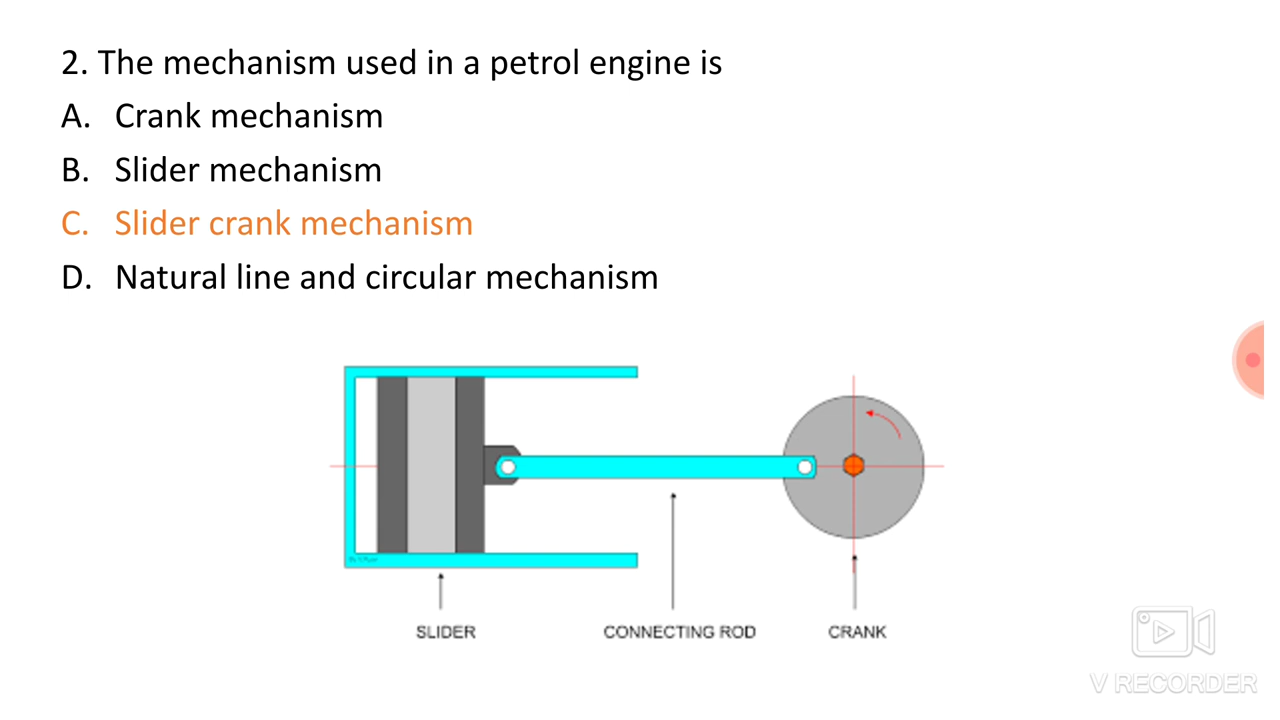 2. The mechanism used in a petrol engine is
A. Crank mechanism
B. Slider mechanism
C. Slider crank mechanism
D. Natural line and circular mechanism
SLIDER
CONNECTING ROD
CRANK
V RECORDER